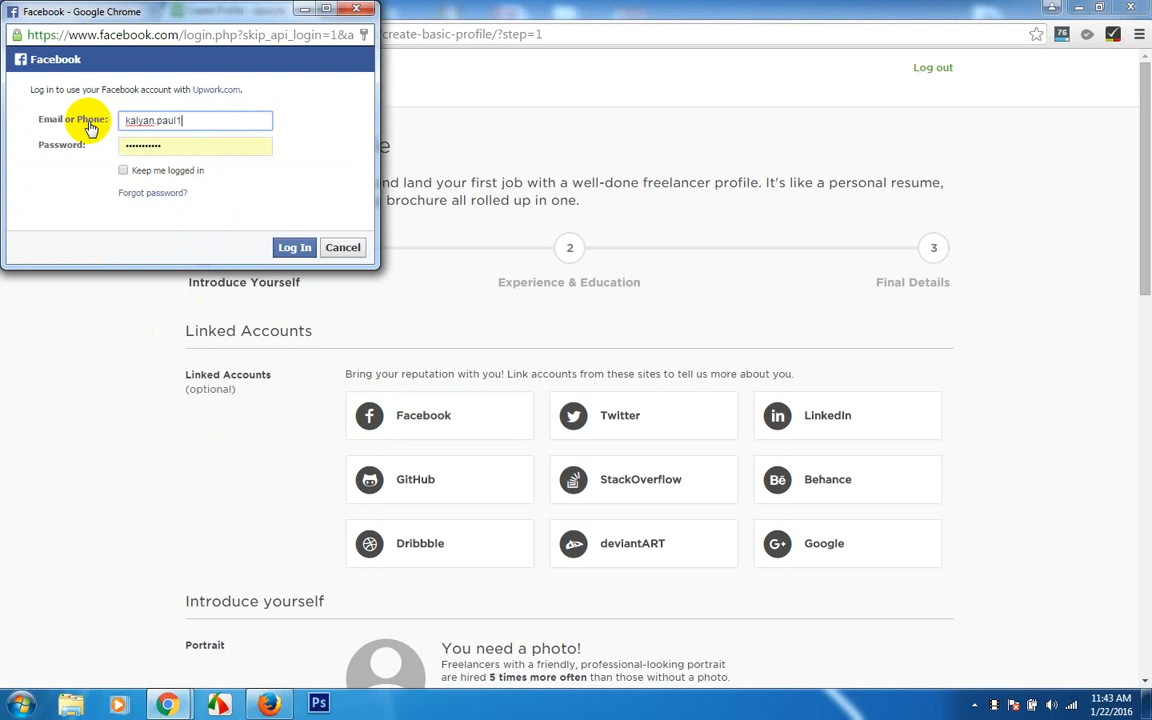 Facebook - Google Chrome
https://www.facebook.com/login.php?skip_api_login=1&a
create-basic-profile/?step=1
76
Facebook
Log out
Log in to use your Facebook account with Upwork.com.
Email or Phone:
kalyan.paul1
Password:
•••••••••••
Keep me logged in
Forgot password?
Log In
Cancel
e
nd land your first job with a well-done freelancer profile. It's like a personal resume,
brochure all rolled up in one.
2
3
Introduce Yourself
Experience & Education
Final Details
Linked Accounts
Linked Accounts
(optional)
Bring your reputation with you! Link accounts from these sites to tell us more about you.
Facebook
Twitter
LinkedIn
GitHub
StackOverflow
Behance
Dribbble
deviantART
Google
Introduce yourself
Portrait
You need a photo!
Freelancers with a friendly, professional-looking portrait
are hired 5 times more often than those without a photo.
Ps
11:43 AM
1/22/2016